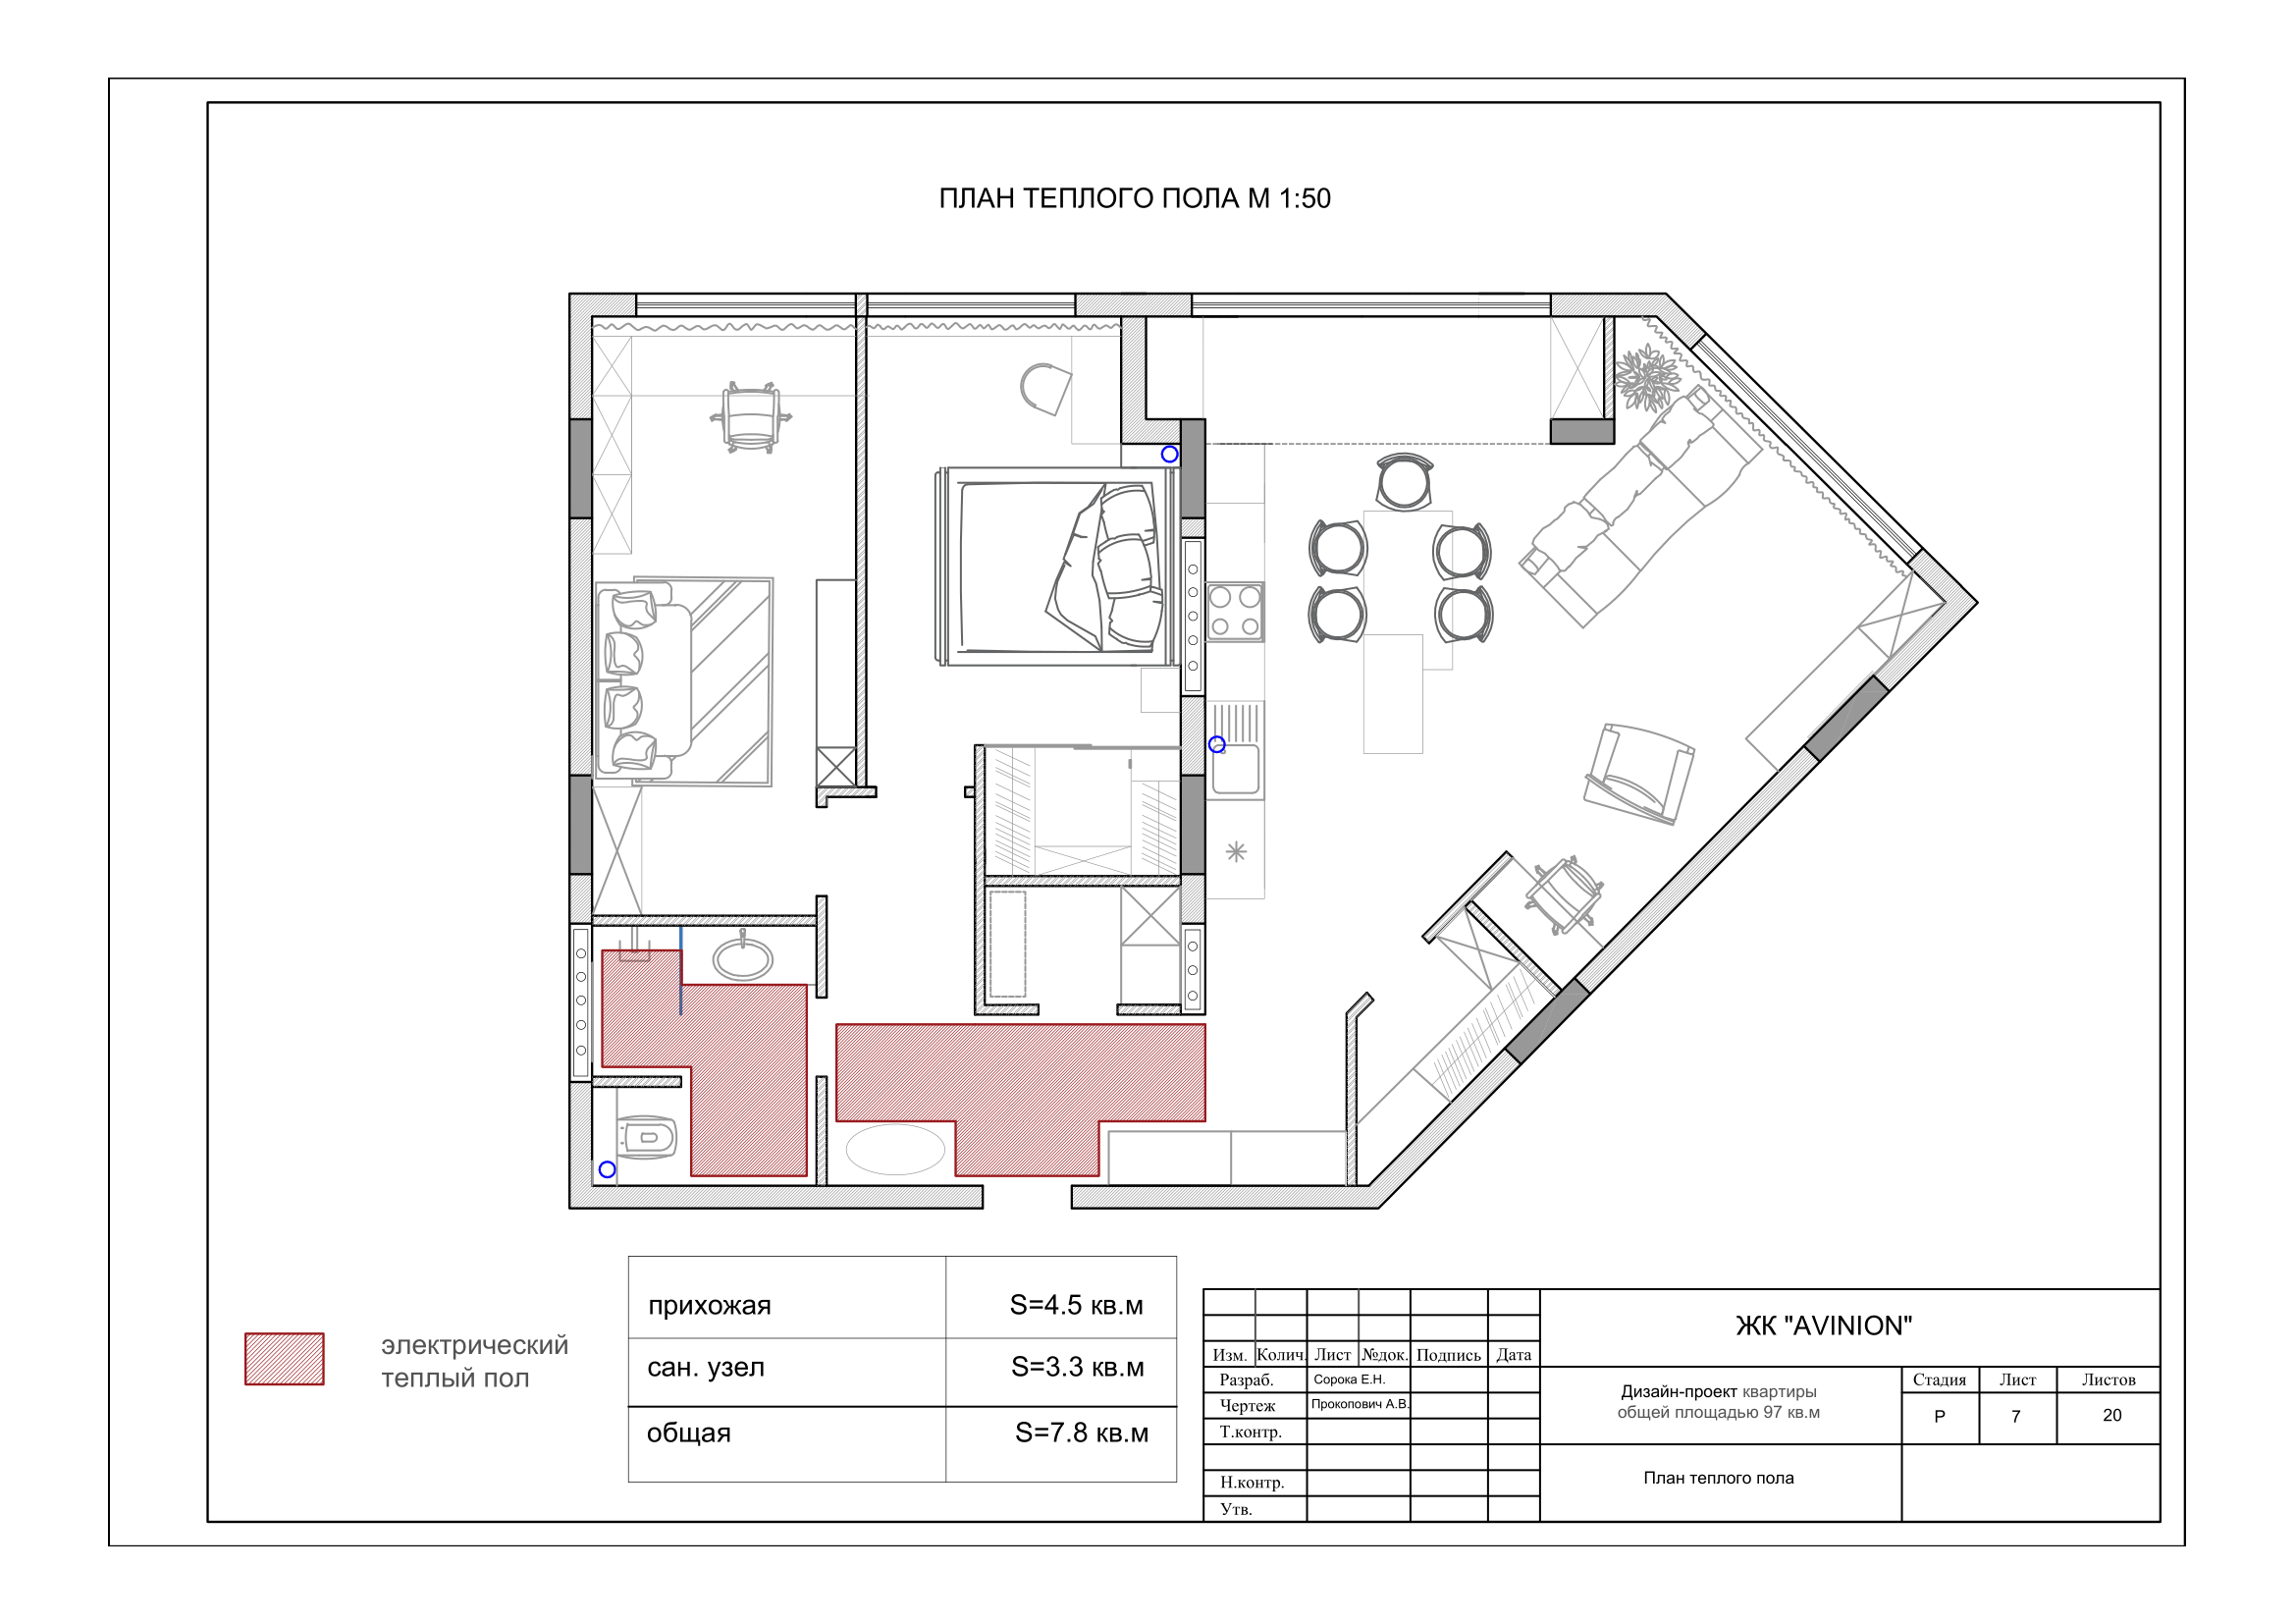 ПЛАН ТЕПЛОГО ПОЛА М 1:50
электрический
теплый пол
прихожая S=4.5 кв.м
сан. узел S=3.3 кв.м
общая S=7.8 кв.м
ЖК "AVINION"
Изм. Колич. Лист №док. Подпись Дата
Разраб. Сорока Е.Н.
Чертеж Прокопович А.В.
Т.контр.
Н.контр.
Утв.
Дизайн-проект квартиры
общей площадью 97 кв.м
Стадия Лист Листов
Р 7 20
План теплого пола